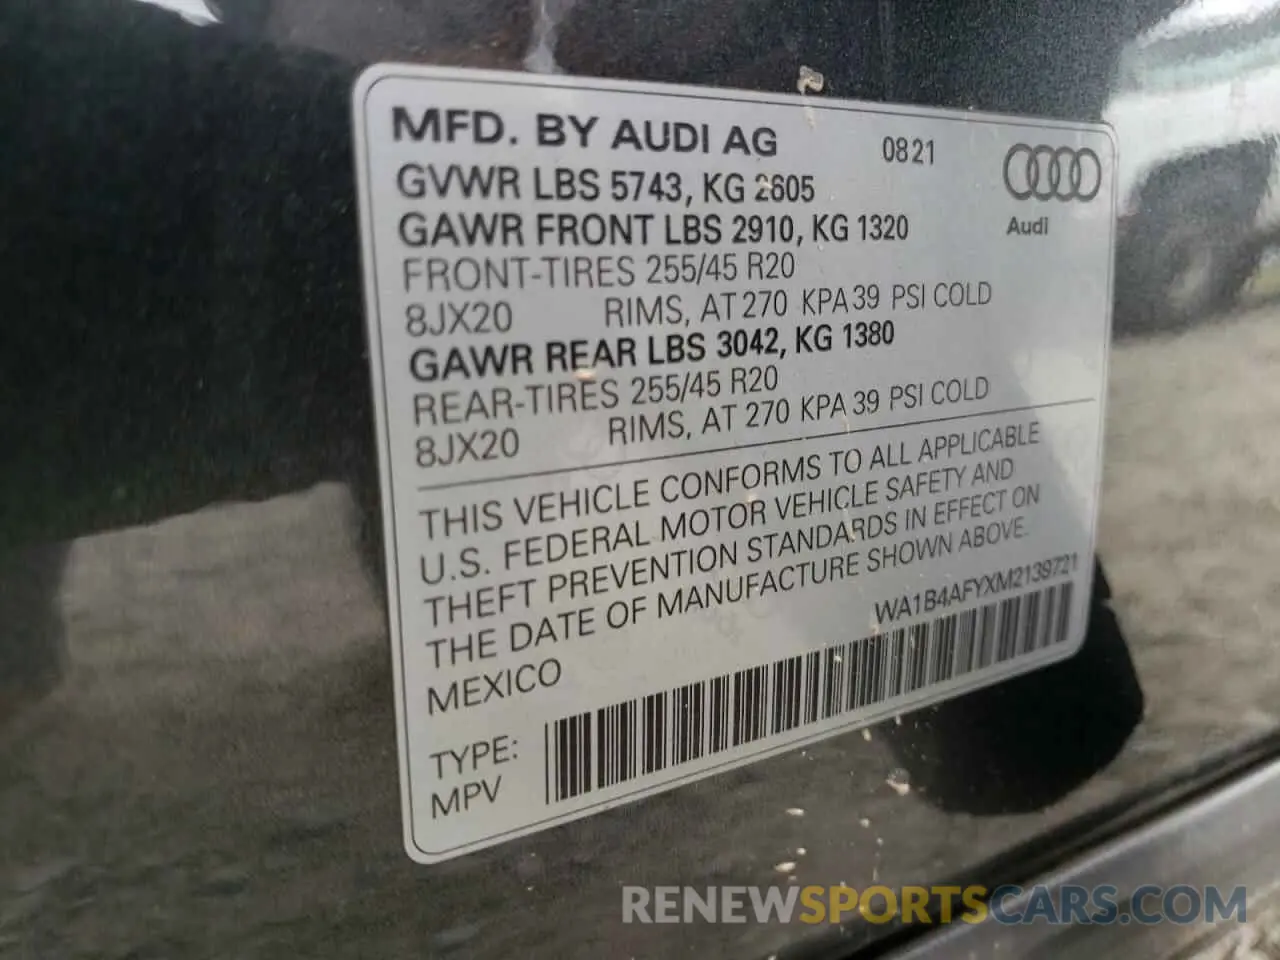 MFD. BY AUDI AG 0821
GVWR LBS 5743, KG 2605
Audi
GAWR FRONT LBS 2910, KG 1320
FRONT-TIRES 255/45 R20
8JX20 RIMS, AT 270 KPA 39 PSI COLD
GAWR REAR LBS 3042, KG 1380
REAR-TIRES 255/45 R20
8JX20 RIMS, AT 270 KPA 39 PSI COLD
THIS VEHICLE CONFORMS TO ALL APPLICABLE
U.S. FEDERAL MOTOR VEHICLE SAFETY AND
THEFT PREVENTION STANDARDS IN EFFECT ON
THE DATE OF MANUFACTURE SHOWN ABOVE.
MEXICO
WA1B4AFYXM2139721
TYPE:
MPV
RENEWSPORTSCARS.COM